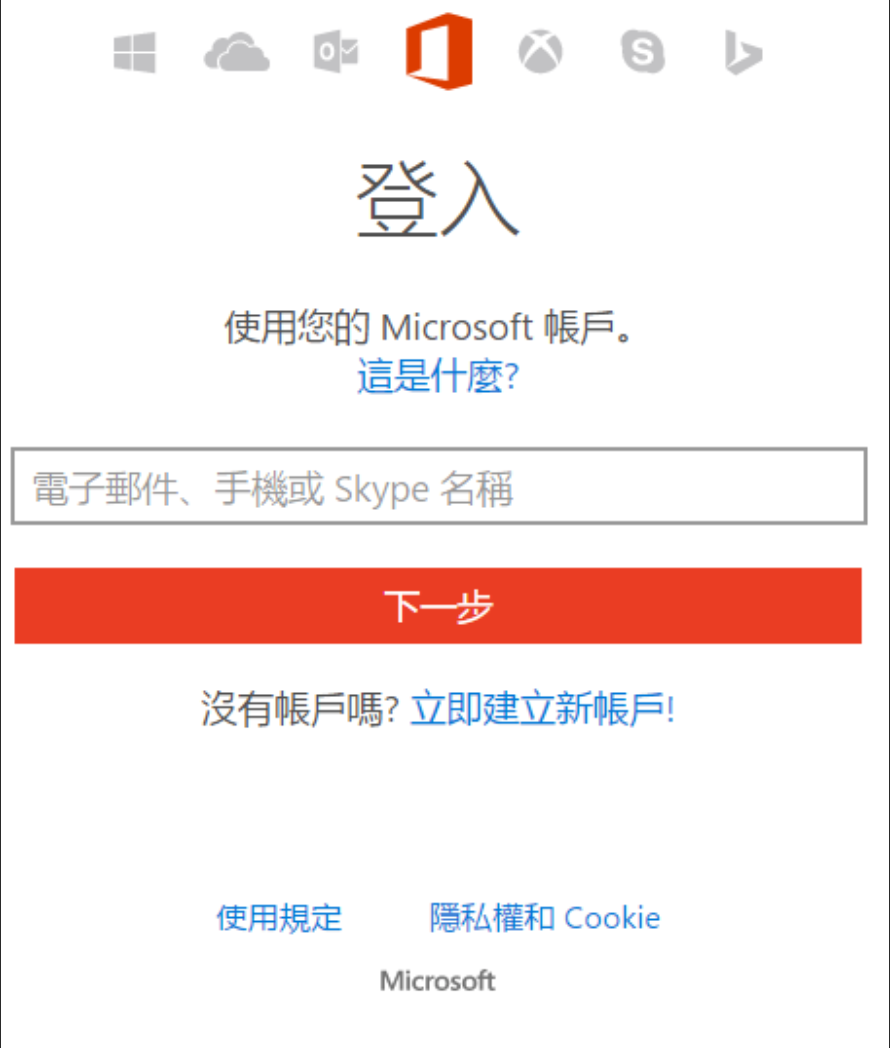 登入
使用您的 Microsoft 帳戶。
這是什麼?
電子郵件、手機或 Skype 名稱
下一步
沒有帳戶嗎? 立即建立新帳戶!
使用規定 隱私權和 Cookie
Microsoft